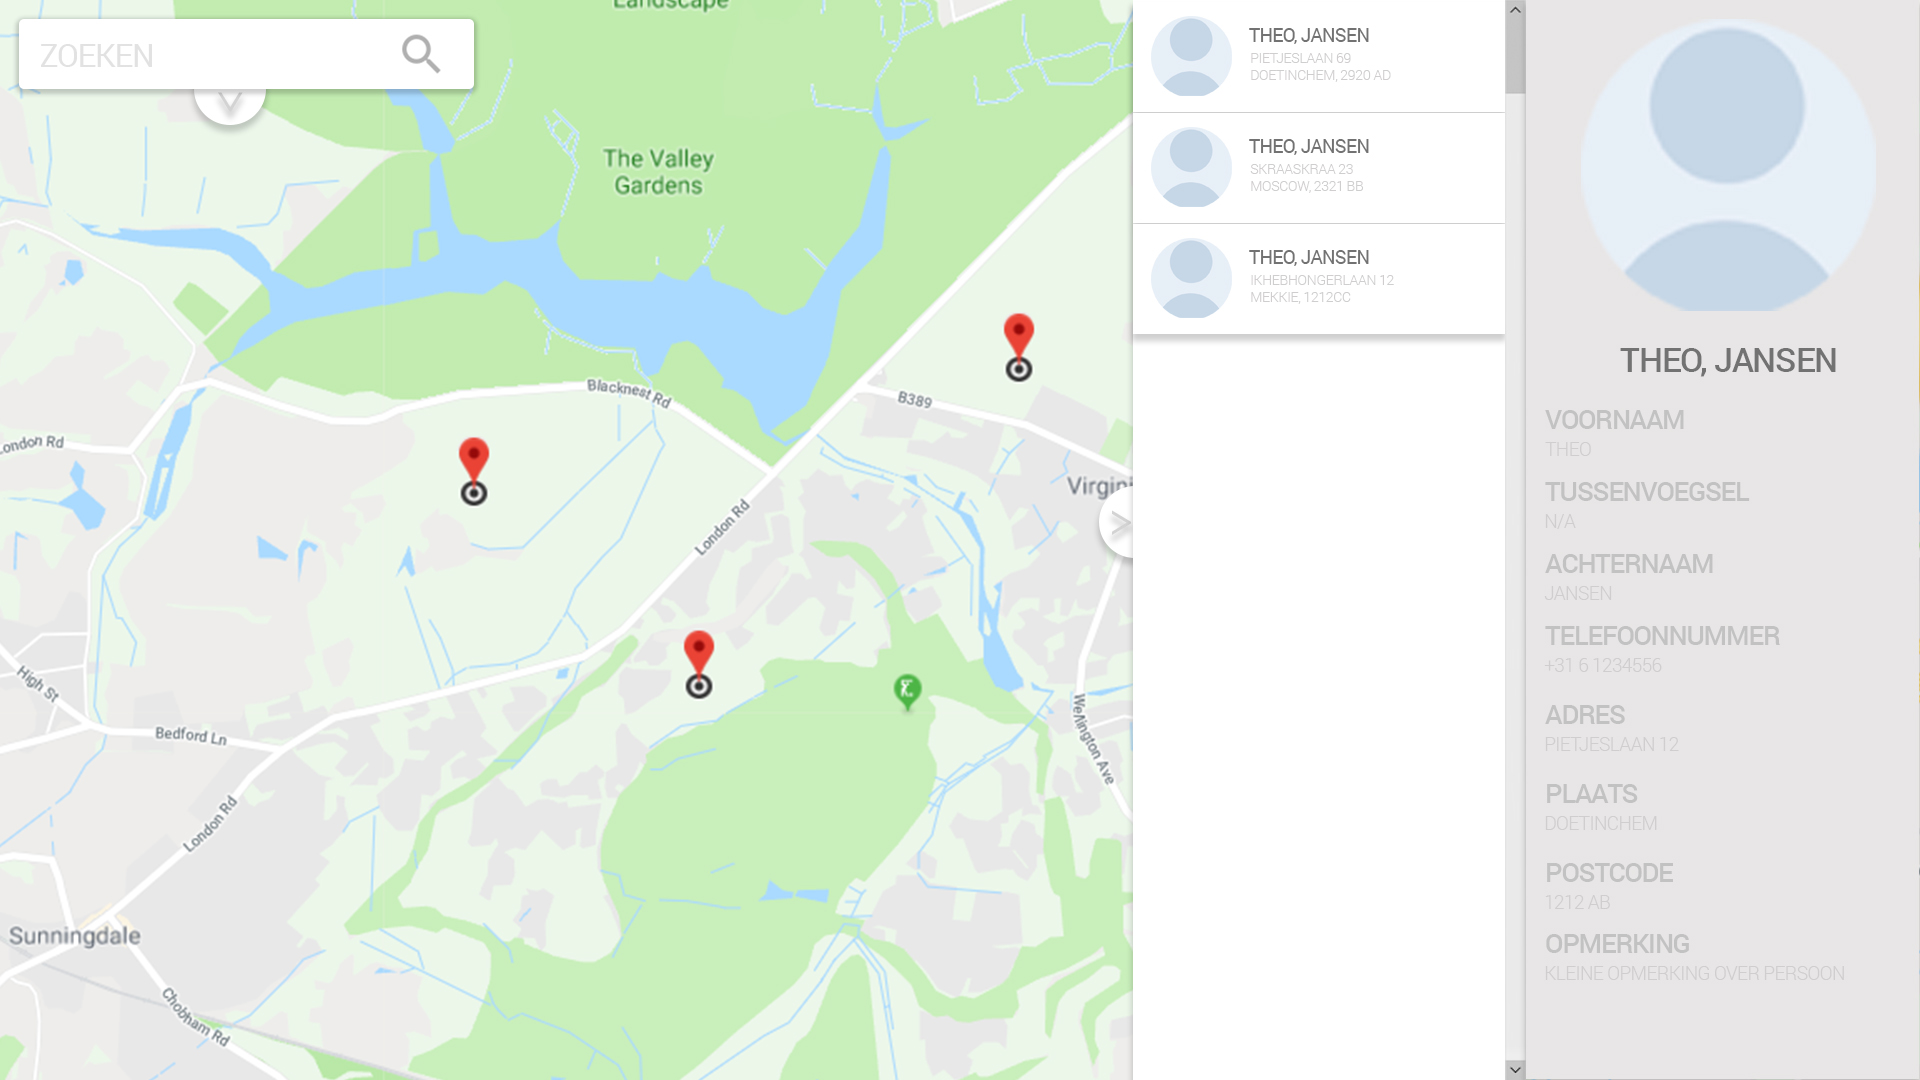 Landscape
ZOEKEN
The Valley
Gardens
Blacknest Rd
B389
London Rd
Virgini
London Rd
High St
Bedford Ln
Wellington Ave
London Rd
Sunningdale
Chobham Rd
THEO, JANSEN
PIETJESLAAN 69
DOETINCHEM, 2920 AD
THEO, JANSEN
SKRAASKRAA 23
MOSCOW, 2321 BB
THEO, JANSEN
IKHEBHONGERLAAN 12
MEKKIE, 1212CC
THEO, JANSEN
VOORNAAM
THEO
TUSSENVOEGSEL
N/A
ACHTERNAAM
JANSEN
TELEFOONNUMMER
+31 6 1234556
ADRES
PIETJESLAAN 12
PLAATS
DOETINCHEM
POSTCODE
1212 AB
OPMERKING
KLEINE OPMERKING OVER PERSOON